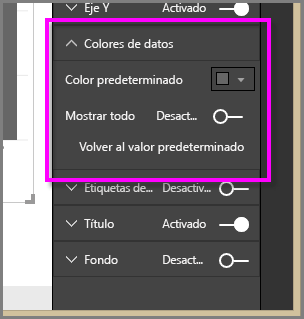 Eje Y Activado
Colores de datos
Color predeterminado
Mostrar todo Desact...
Volver al valor predeterminado
Etiquetas de... Desactiv...
Título Activado
Fondo Desact...